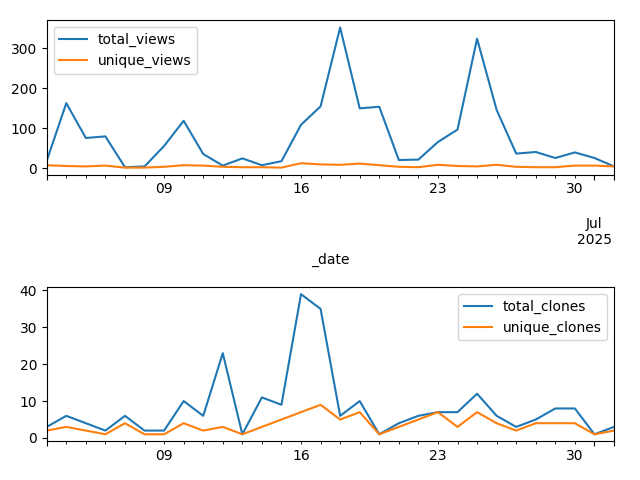 total_views
unique_views
300
200
100
0
09 16 23 30
Jul
2025
_date
total_clones
unique_clones
40
30
20
10
0
09 16 23 30